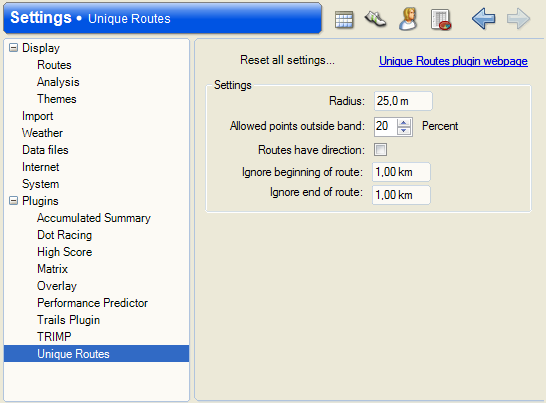 Settings • Unique Routes
Display
Routes
Analysis
Themes
Import
Weather
Data files
Internet
System
Plugins
Accumulated Summary
Dot Racing
High Score
Matrix
Overlay
Performance Predictor
Trails Plugin
TRIMP
Unique Routes
Reset all settings... Unique Routes plugin webpage
Settings
Radius: 25,0 m
Allowed points outside band: 20 Percent
Routes have direction:
Ignore beginning of route: 1,00 km
Ignore end of route: 1,00 km